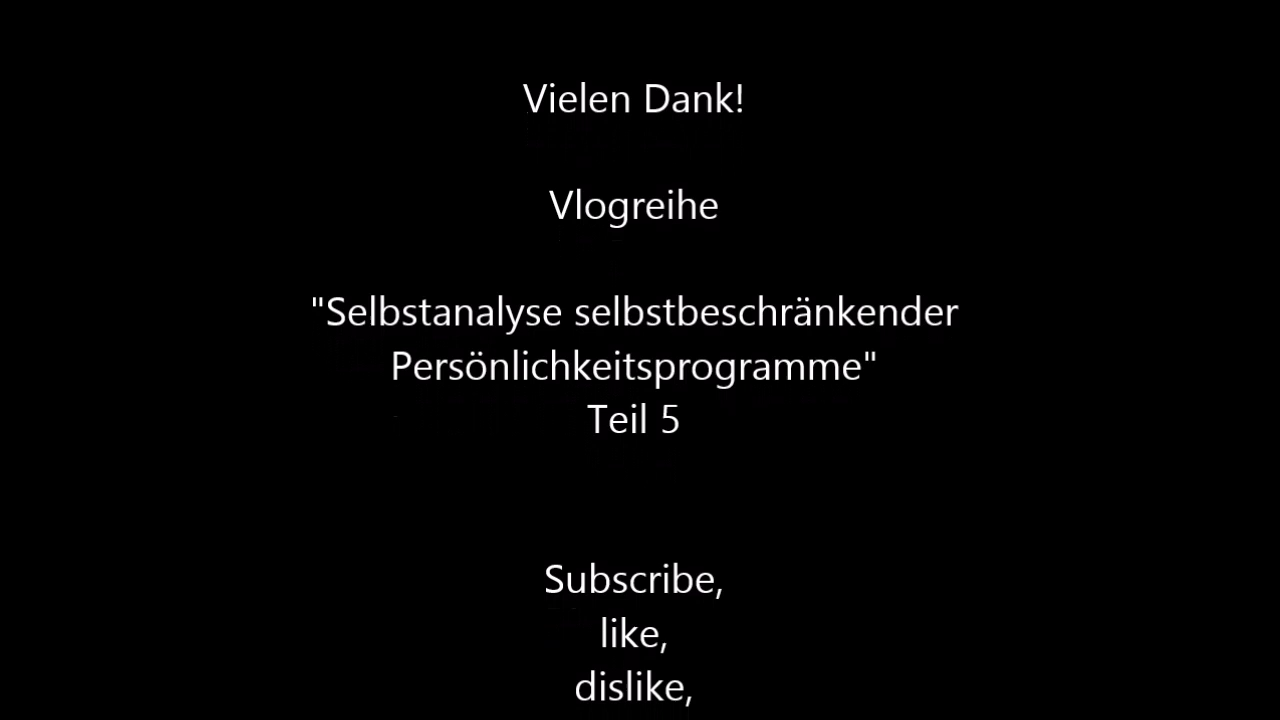 Vielen Dank!
Vlogreihe
"Selbstanalyse selbstbeschränkender
Persönlichkeitsprogramme"
Teil 5
Subscribe,
like,
dislike,